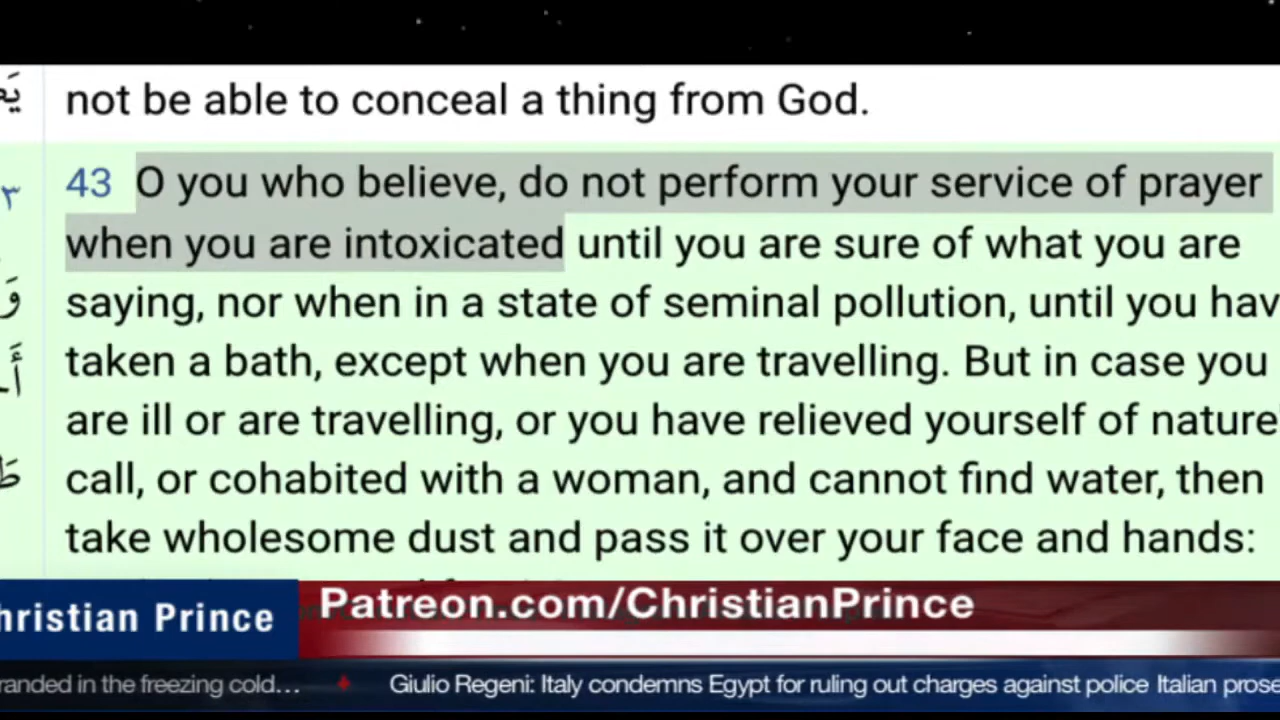 not be able to conceal a thing from God.
43 O you who believe, do not perform your service of prayer
when you are intoxicated until you are sure of what you are
saying, nor when in a state of seminal pollution, until you hav
taken a bath, except when you are travelling. But in case you
are ill or are travelling, or you have relieved yourself of nature'
call, or cohabited with a woman, and cannot find water, then
take wholesome dust and pass it over your face and hands:
hristian Prince
Patreon.com/ChristianPrince
randed in the freezing cold... Giulio Regeni: Italy condemns Egypt for ruling out charges against police Italian prose